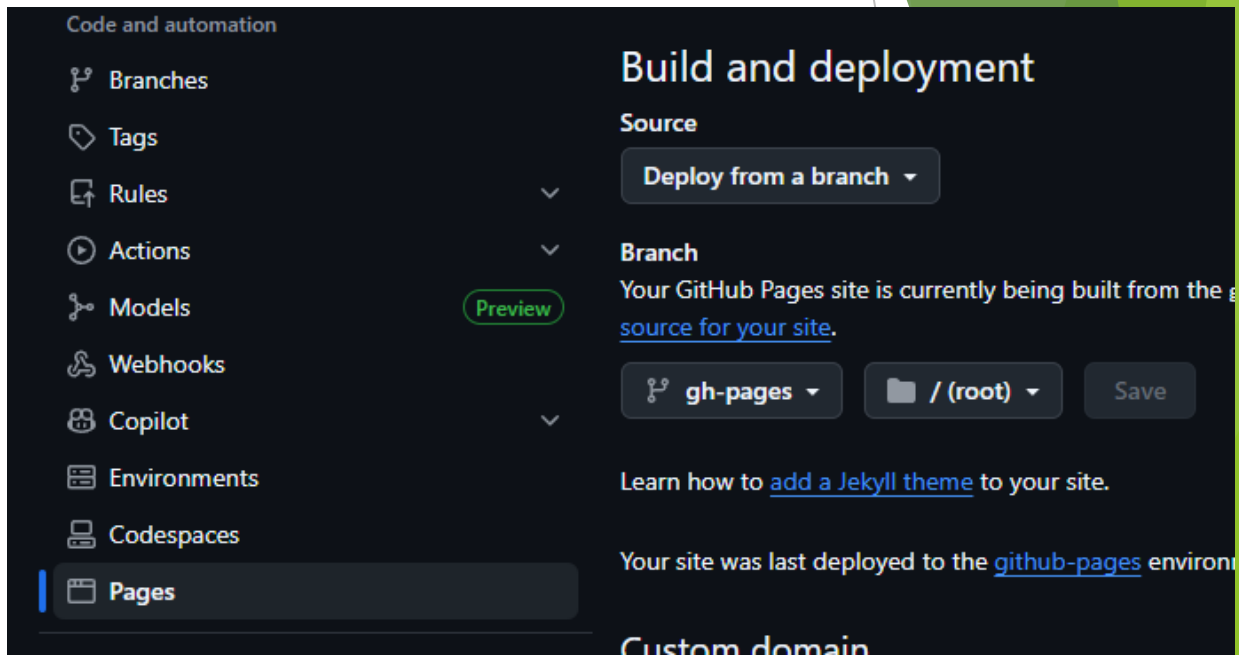 Code and automation
Branches
Tags
Rules
Actions
Models
Preview
Webhooks
Copilot
Environments
Codespaces
Pages
Build and deployment
Source
Deploy from a branch
Branch
Your GitHub Pages site is currently being built from the
source for your site.
gh-pages
/ (root)
Save
Learn how to add a Jekyll theme to your site.
Your site was last deployed to the github-pages
Custom domain